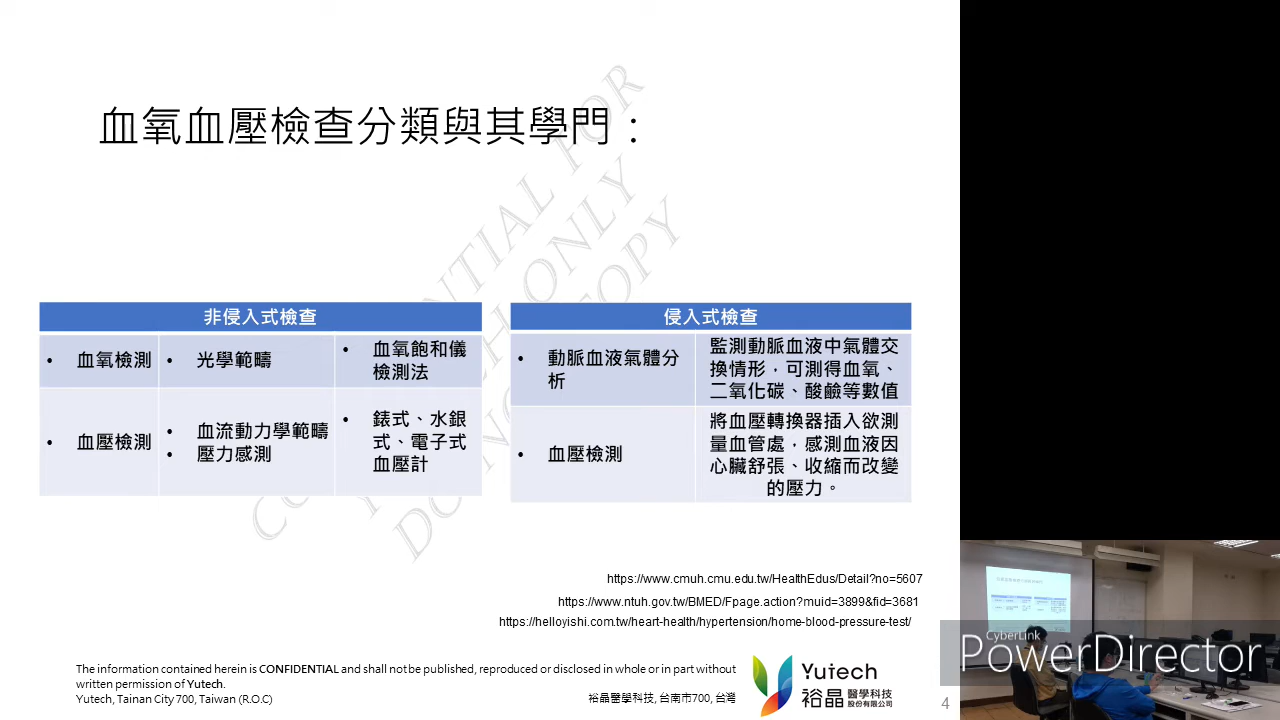 血氧血壓檢查分類與其學門：
CONFIDENTIAL FOR
YUTECH ONLY
DO NOT COPY
非侵入式檢查
• 血氧檢測
• 光學範疇
• 血氧飽和儀
檢測法
• 血壓檢測
• 血流動力學範疇
• 壓力感測
• 錶式、水銀
式、電子式
血壓計
侵入式檢查
• 動脈血液氣體分
析
監測動脈血液中氣體交
換情形，可測得血氧、
二氧化碳、酸鹼等數值
• 血壓檢測
將血壓轉換器插入欲測
量血管處，感測血液因
心臟舒張、收縮而改變
的壓力。
https://www.cmuh.cmu.edu.tw/HealthEdus/Detail?no=5607
https://www.ntuh.gov.tw/BMED/Fpage.action?muid=3899&fid=3681
https://helloyishi.com.tw/heart-health/hypertension/home-blood-pressure-test/
The information contained herein is CONFIDENTIAL and shall not be published, reproduced or disclosed in whole or in part without
written permission of Yutech.
Yutech, Tainan City 700, Taiwan (R.O.C)
裕晶醫學科技, 台南市700, 台灣
Yutech
裕晶 醫學科技
股份有限公司
4
CyberLink
PowerDirector